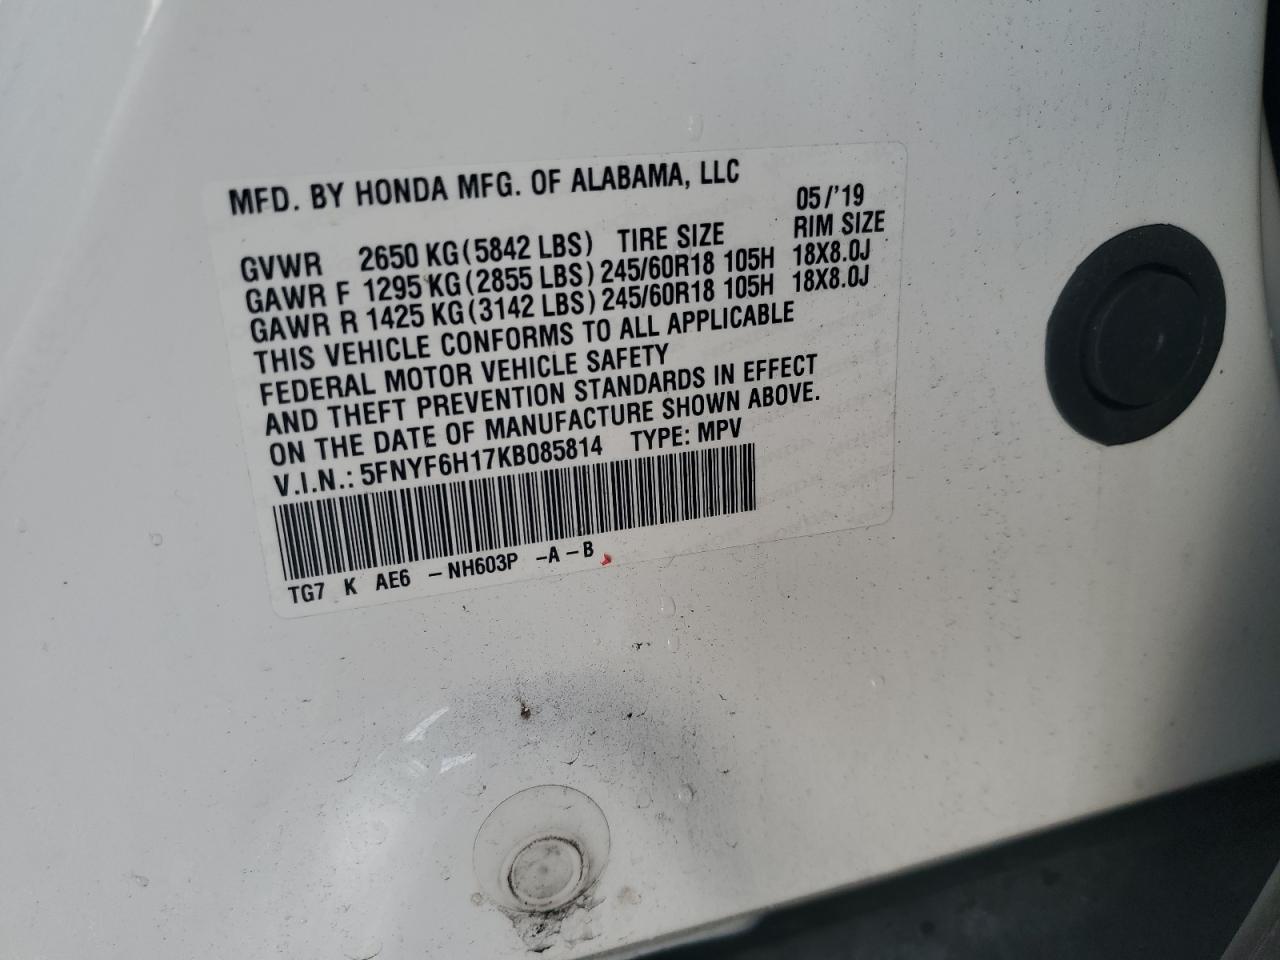 MFD. BY HONDA MFG. OF ALABAMA, LLC
05/'19
GVWR 2650 KG(5842 LBS) TIRE SIZE RIM SIZE
GAWR F 1295 KG(2855 LBS) 245/60R18 105H 18X8.0J
GAWR R 1425 KG(3142 LBS) 245/60R18 105H 18X8.0J
THIS VEHICLE CONFORMS TO ALL APPLICABLE
FEDERAL MOTOR VEHICLE SAFETY
AND THEFT PREVENTION STANDARDS IN EFFECT
ON THE DATE OF MANUFACTURE SHOWN ABOVE.
V.I.N.: 5FNYF6H17KB085814 TYPE: MPV
TG7 K AE6 -NH603P -A-B